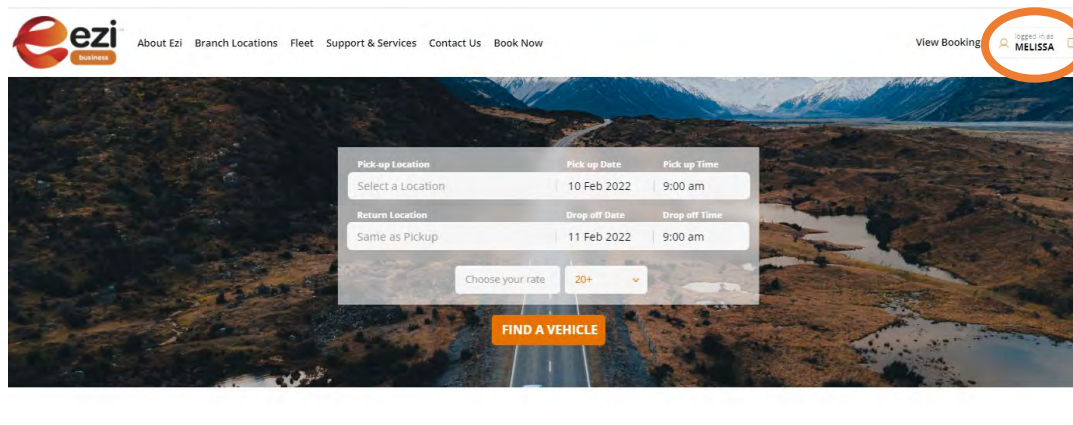 ezi
business
About Ezi Branch Locations Fleet Support & Services Contact Us Book Now
View Booking
logged in as
MELISSA
Pick-up Location Pick up Date Pick up Time
Select a Location 10 Feb 2022 9:00 am
Return Location Drop off Date Drop off Time
Same as Pickup 11 Feb 2022 9:00 am
Choose your rate 20+
FIND A VEHICLE